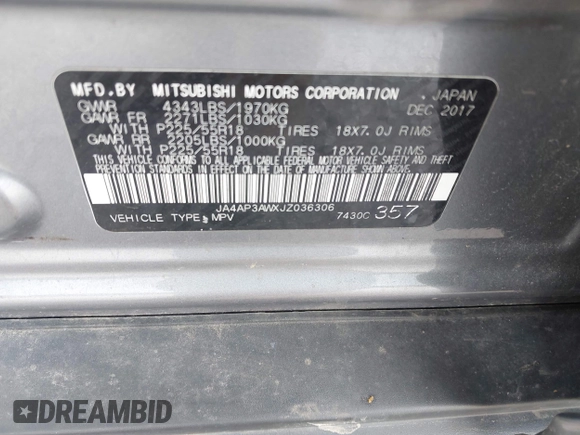 MFD. BY MITSUBISHI MOTORS CORPORATION , JAPAN
GVWR 4343LBS/1970KG DEC 2017
GAWR FR 2271LBS/1030KG
WITH P225/55R18 TIRES 18X7.0J RIMS
GAWR RR 2205LBS/1000KG
WITH P225/55R18 TIRES 18X7.0J RIMS
THIS VEHICLE CONFORMS TO ALL APPLICABLE FEDERAL MOTOR VEHICLE SAFETY AND THEFT
PREVENTION STANDARDS IN EFFECT ON THE DATE OF MANUFACTURE SHOWN ABOVE.
JA4AP3AWXJZ036306
VEHICLE TYPE: MPV 7430C 357
DREAMBID